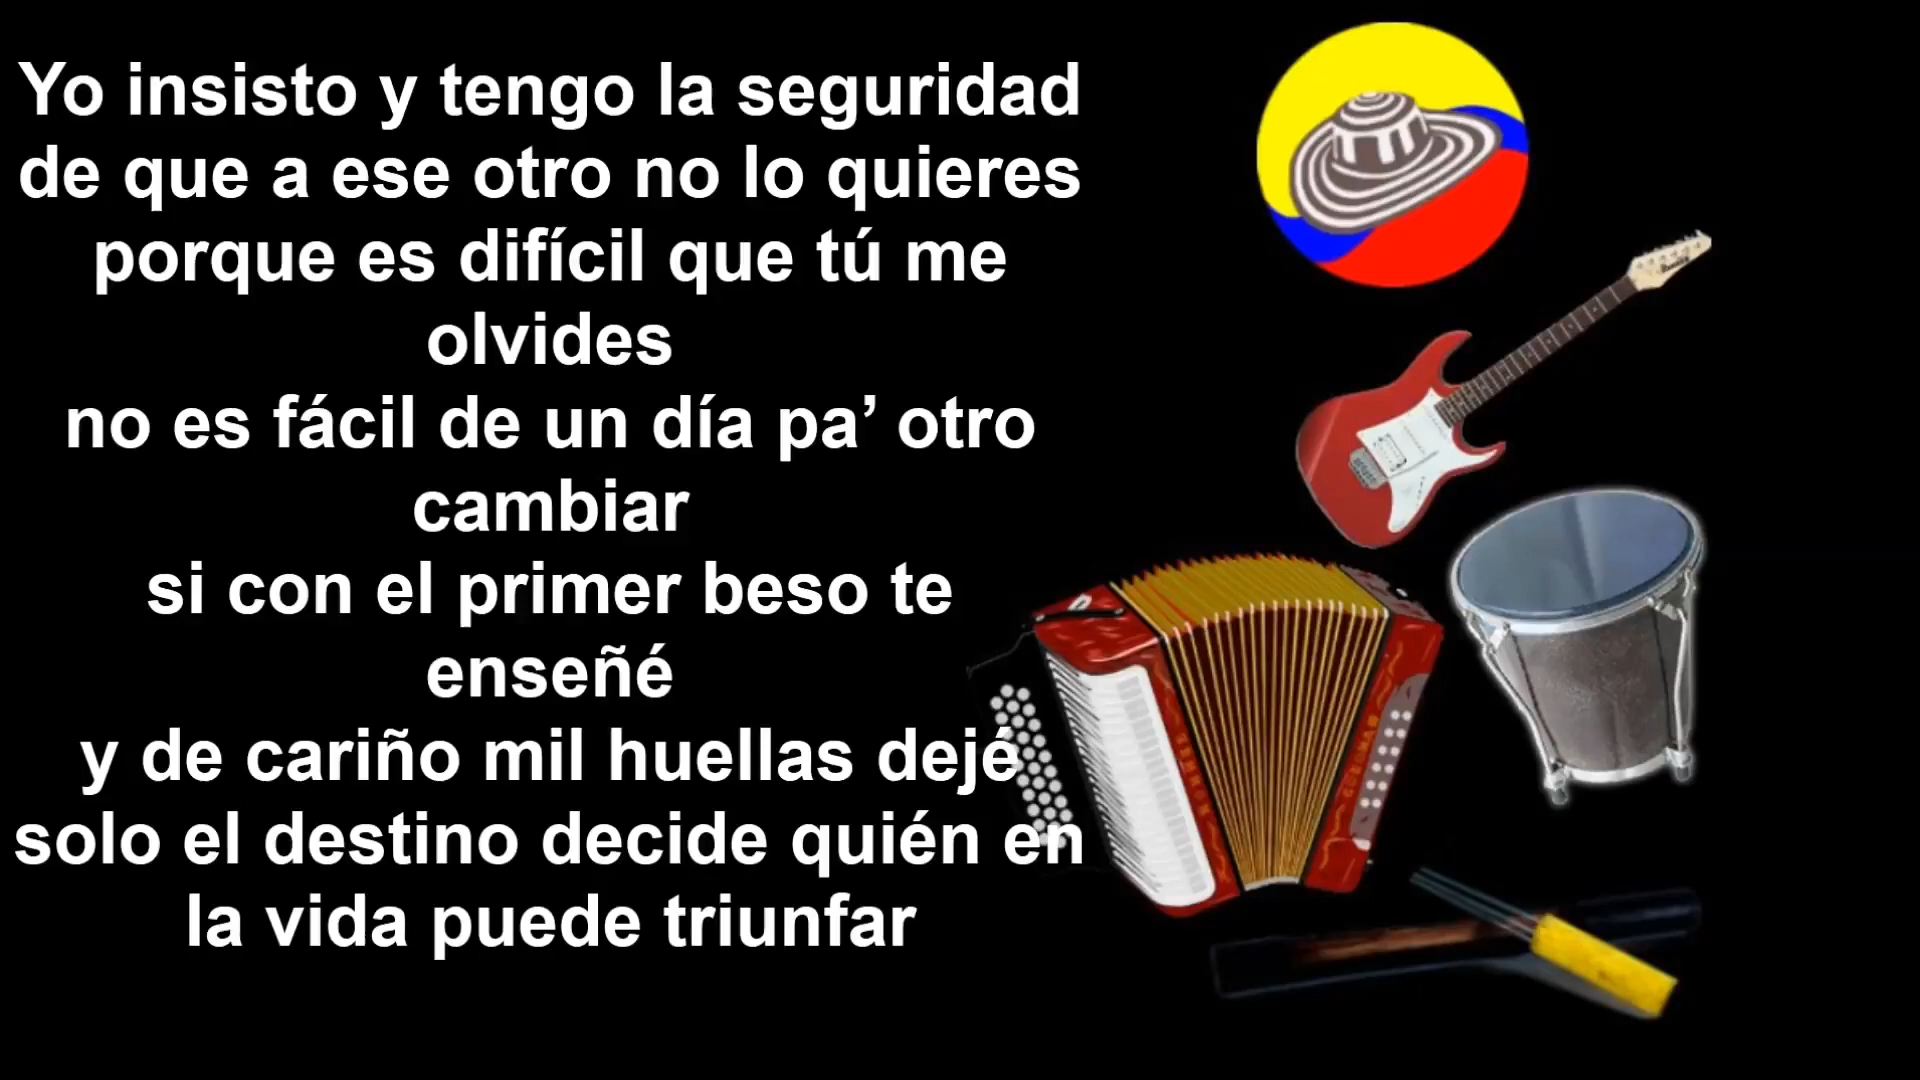 Yo insisto y tengo la seguridad
de que a ese otro no lo quieres
porque es difícil que tú me
olvides
no es fácil de un día pa’ otro
cambiar
si con el primer beso te
enseñé
y de cariño mil huellas dejé
solo el destino decide quién en
la vida puede triunfar